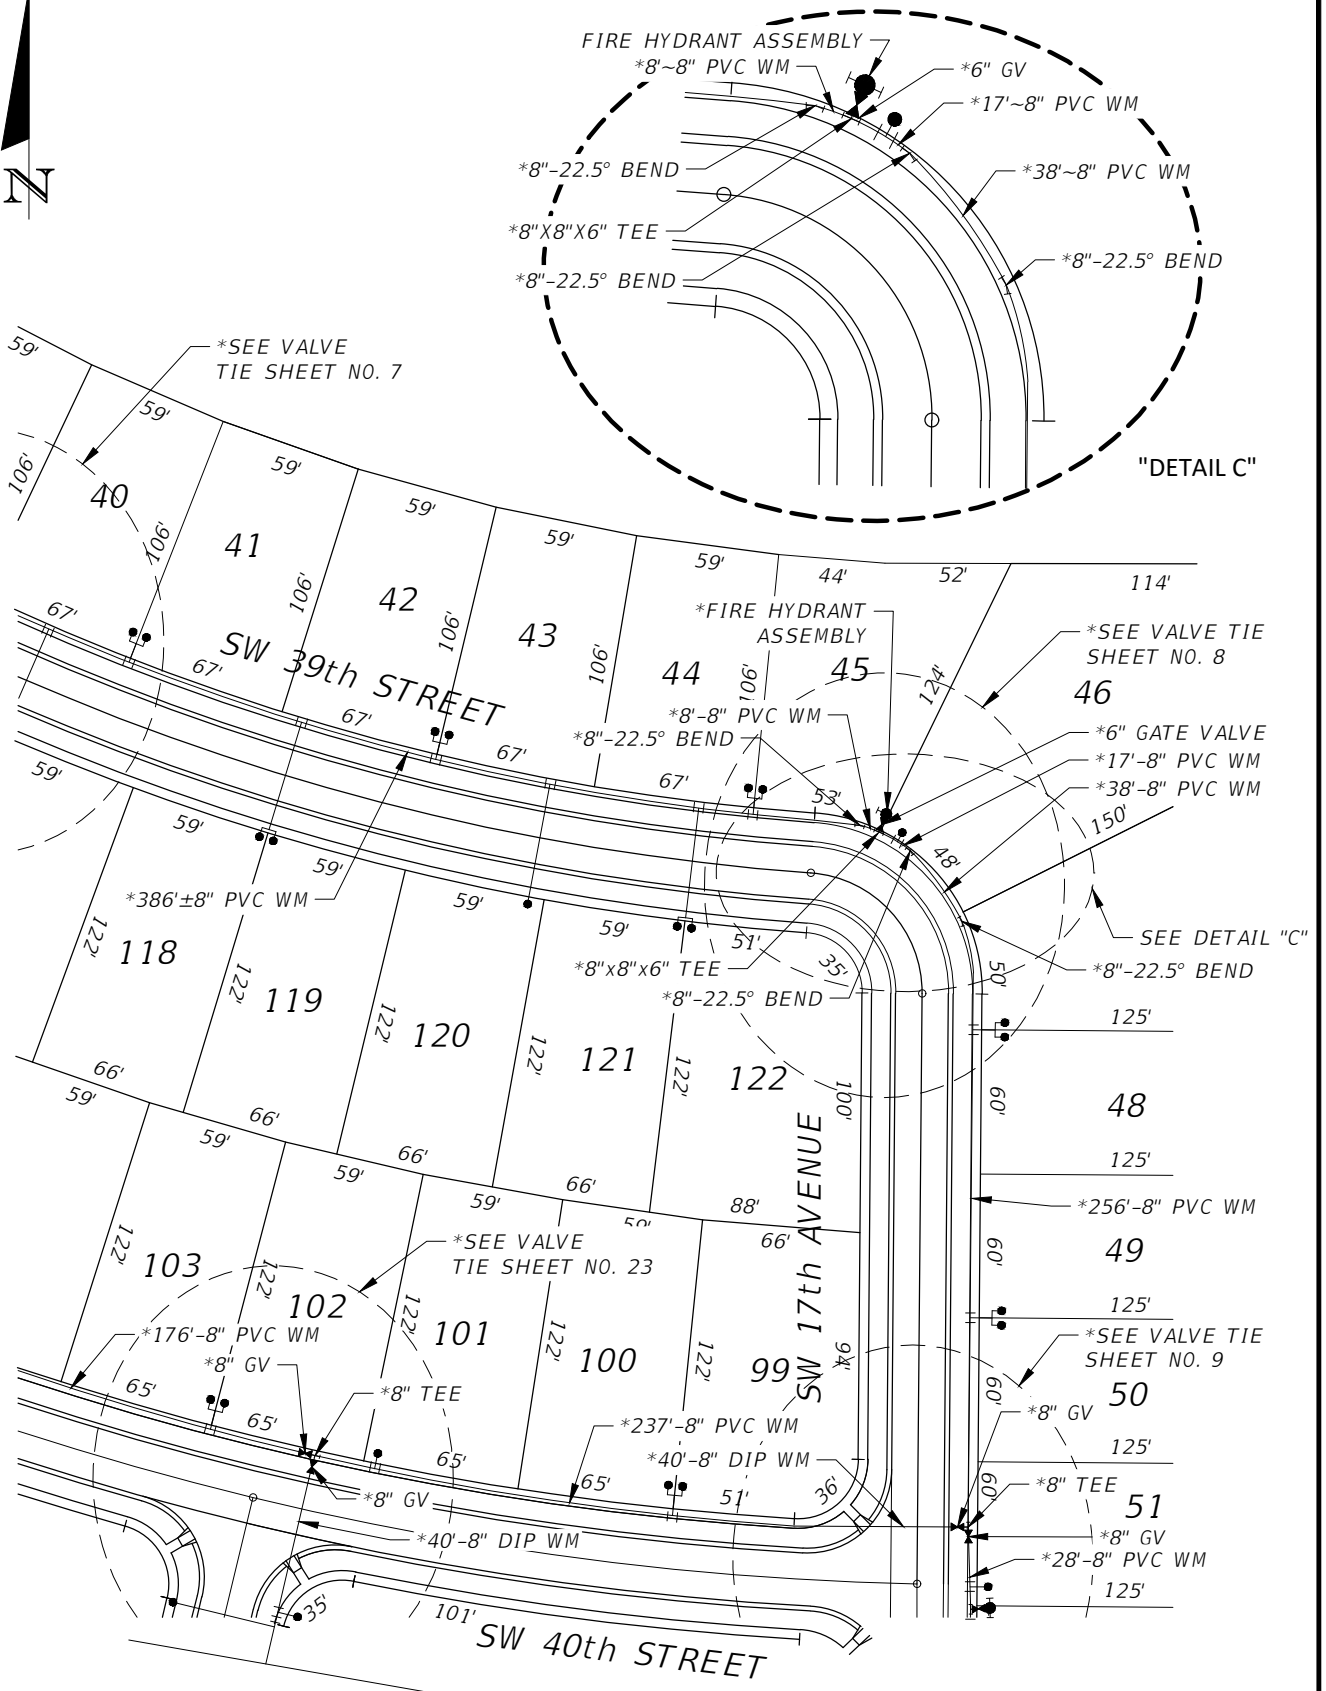 FIRE HYDRANT ASSEMBLY
*8'~8" PVC WM
*6" GV
*17'~8" PVC WM
*8"-22.5° BEND
*38'~8" PVC WM
*8"X8"X6" TEE
*8"-22.5° BEND
*8"-22.5° BEND
"DETAIL C"
N
59'
*SEE VALVE
TIE SHEET NO. 7
59'
59'
59'
59'
59'
44'
52'
114'
106'
40
106'
41
106'
42
106'
43
106'
44
106'
45
124'
46
*FIRE HYDRANT
ASSEMBLY
*SEE VALVE TIE
SHEET NO. 8
67'
SW 39th STREET
67'
67'
67'
67'
53'
*8'-8" PVC WM
*8"-22.5° BEND
*6" GATE VALVE
*17'-8" PVC WM
*38'-8" PVC WM
150'
48'
59'
59'
59'
59'
59'
51'
35'
*386'±8" PVC WM
*8"x8"x6" TEE
*8"-22.5° BEND
SEE DETAIL "C"
*8"-22.5° BEND
50'
125'
122'
118
122'
119
122'
120
122'
121
122'
122
100'
60'
48
125'
66'
66'
66'
66'
88'
59'
59'
59'
59'
59'
66'
SW 17th AVENUE
*256'-8" PVC WM
60'
49
125'
122'
103
122'
102
122'
101
122'
100
122'
99
94'
*SEE VALVE
TIE SHEET NO. 23
*SEE VALVE TIE
SHEET NO. 9
60'
50
*176'-8" PVC WM
*8" GV
*8" TEE
65'
65'
65'
65'
51'
36'
*237'-8" PVC WM
*40'-8" DIP WM
*8" GV
125'
*8" TEE
60'
51
*8" GV
*28'-8" PVC WM
125'
*8" GV
*40'-8" DIP WM
35'
101'
SW 40th STREET